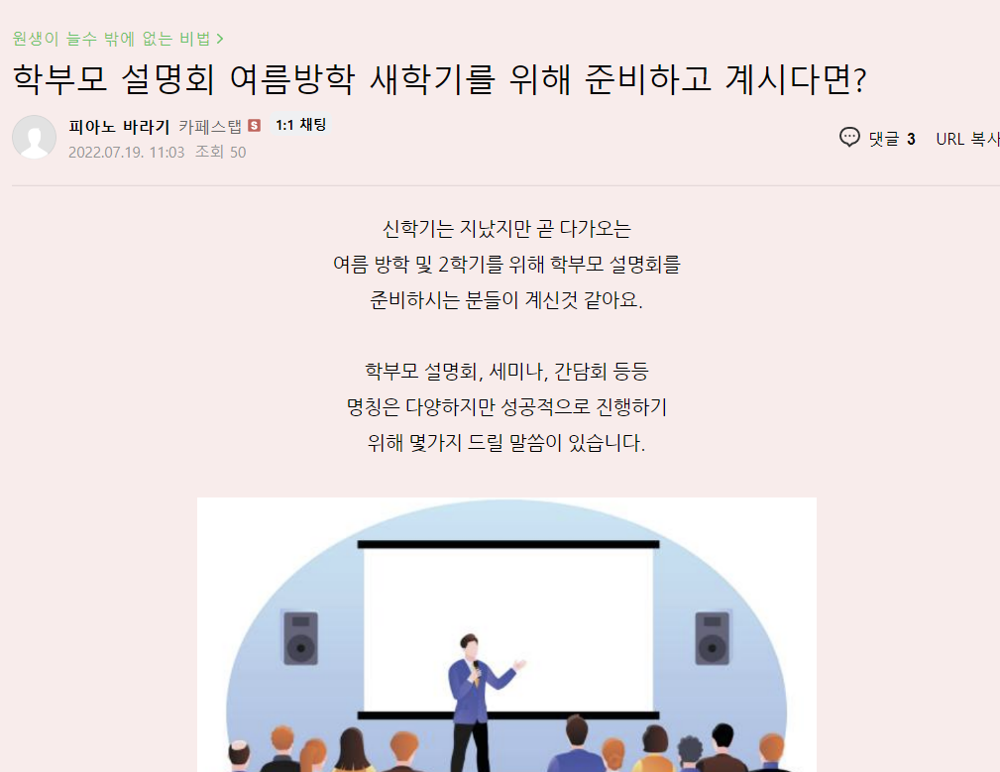 원생이 늘수 밖에 없는 비법 >
학부모 설명회 여름방학 새학기를 위해 준비하고 계시다면?
피아노 바라기 카페스탭 S 1:1 채팅
2022.07.19. 11:03 조회 50
댓글 3 URL 복사
신학기는 지났지만 곧 다가오는
여름 방학 및 2학기를 위해 학부모 설명회를
준비하시는 분들이 계신것 같아요.
학부모 설명회, 세미나, 간담회 등등
명칭은 다양하지만 성공적으로 진행하기
위해 몇가지 드릴 말씀이 있습니다.